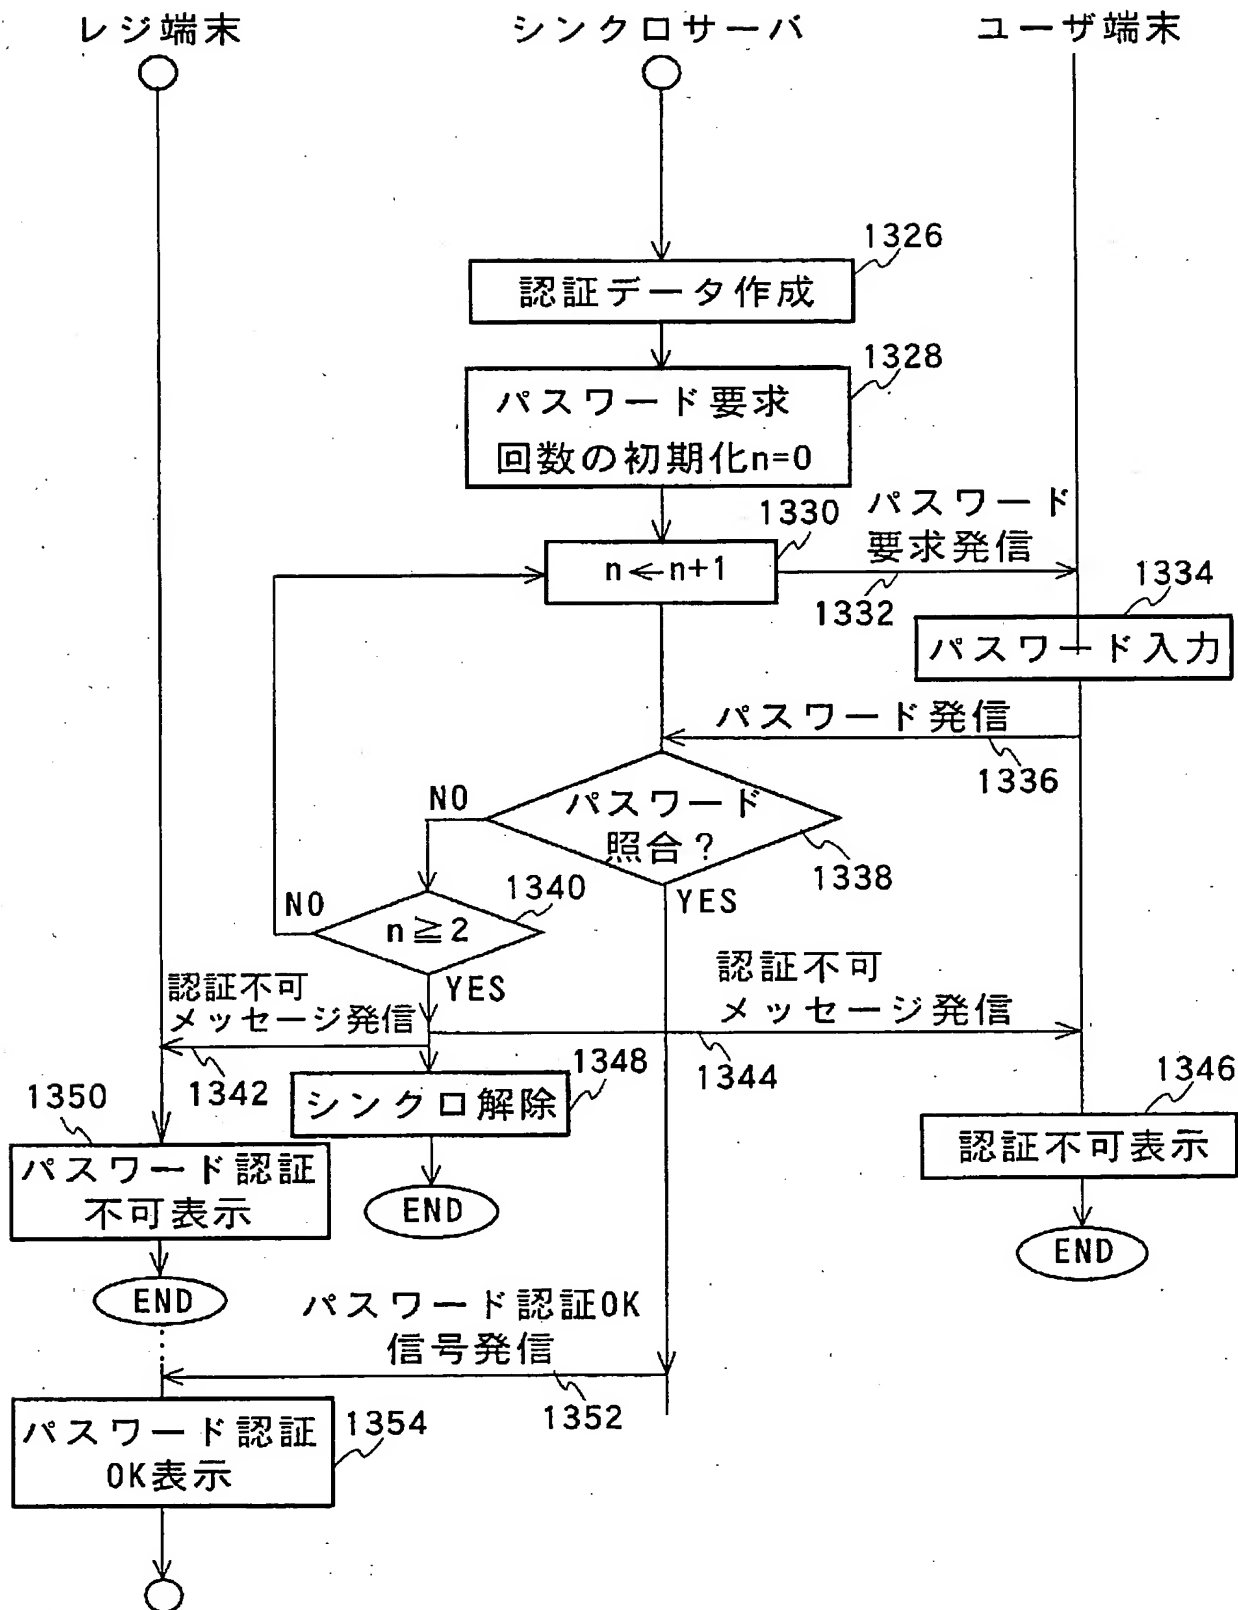 レジ端末
シンクロサーバ
ユーザ端末
1326
認証データ作成
1328
パスワード要求
回数の初期化n=0
1330
パスワード
要求発信
n←n+1
1332
1334
パスワード入力
パスワード発信
1336
NO
パスワード
照合?
1338
1340
YES
NO
n≧2
YES
認証不可
メッセージ発信
認証不可
メッセージ発信
1342
1344
1348
シンクロ解除
1346
1350
認証不可表示
パスワード認証
不可表示
END
END
END
パスワード認証OK
信号発信
1352
1354
パスワード認証
OK表示